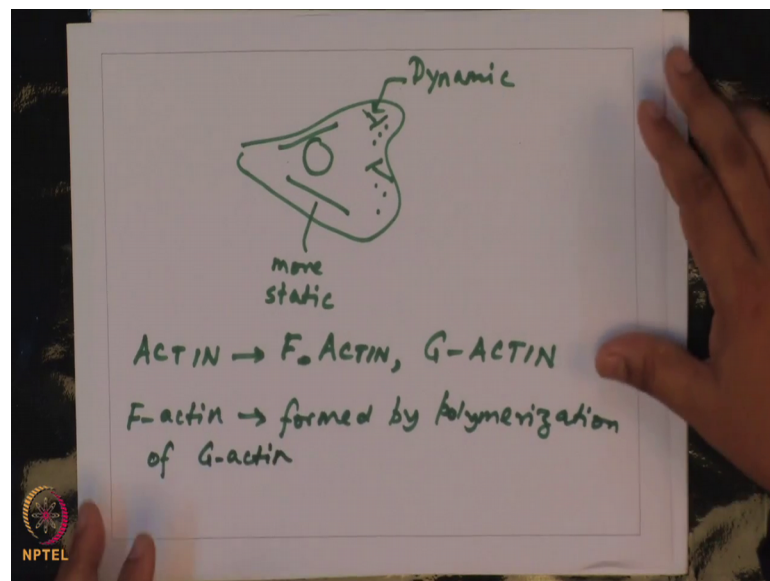 Dynamic
more
static
ACTIN → F. ACTIN, G-ACTIN
F-actin → formed by polymerization
of G-actin
NPTEL